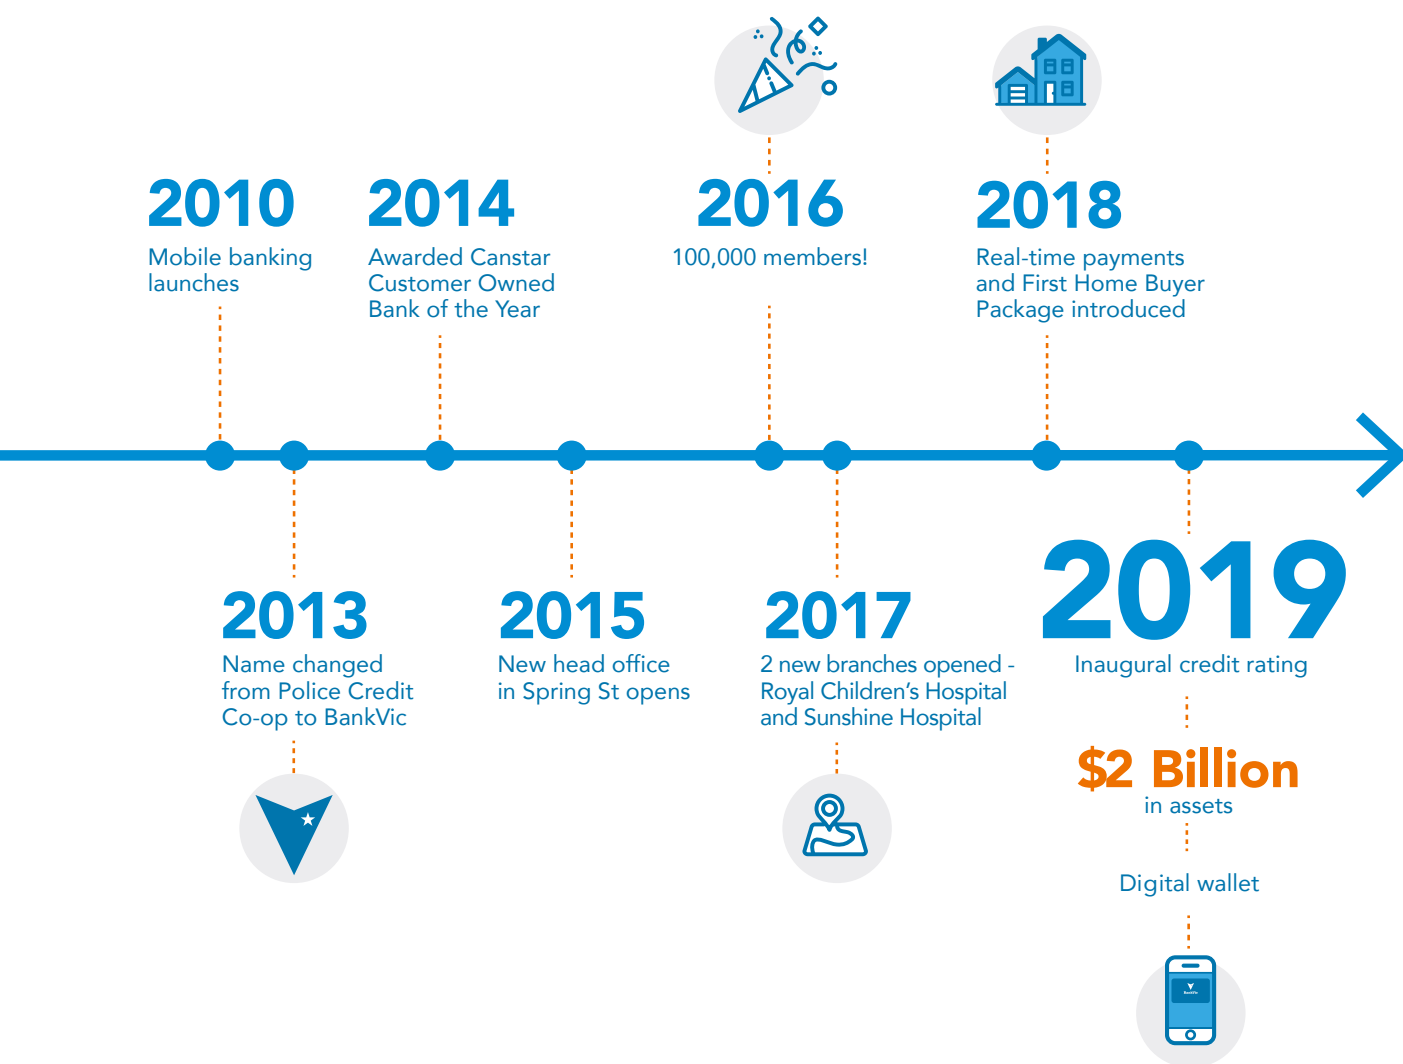 2010
Mobile banking
launches
2014
Awarded Canstar
Customer Owned
Bank of the Year
2016
100,000 members!
2018
Real-time payments
and First Home Buyer
Package introduced
2013
Name changed
from Police Credit
Co-op to BankVic
2015
New head office
in Spring St opens
2017
2 new branches opened -
Royal Children’s Hospital
and Sunshine Hospital
2019
Inaugural credit rating
$2 Billion
in assets
Digital wallet
BankVic